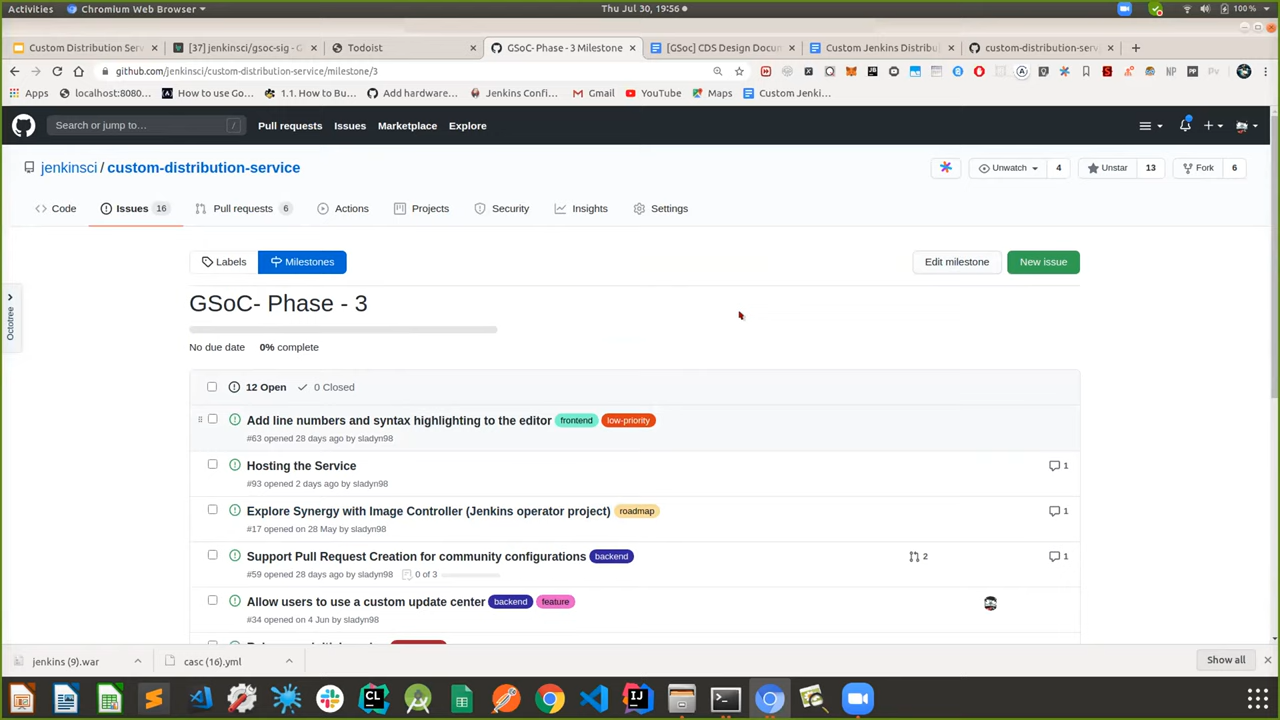 Activities Chromium Web Browser Thu Jul 30, 19:56 100 %
Custom Distribution Ser [37] jenkinsci/gsoc-sig - G Todoist GSoC- Phase - 3 Milestone [GSoC] CDS Design Docu Custom Jenkins Distribu custom-distribution-serv
github.com/jenkinsci/custom-distribution-service/milestone/3
Apps localhost:8080... How to use Go... 1.1. How to Bu... Add hardware... Jenkins Confi... Gmail YouTube Maps Custom Jenki...
Search or jump to... / Pull requests Issues Marketplace Explore
jenkinsci / custom-distribution-service Unwatch 4 Unstar 13 Fork 6
Code Issues 16 Pull requests 6 Actions Projects Security Insights Settings
Labels Milestones Edit milestone New issue
GSoC- Phase - 3
Octotree
No due date 0% complete
12 Open 0 Closed
Add line numbers and syntax highlighting to the editor frontend low-priority
#63 opened 28 days ago by sladyn98
Hosting the Service 1
#93 opened 2 days ago by sladyn98
Explore Synergy with Image Controller (Jenkins operator project) roadmap 1
#17 opened on 28 May by sladyn98
Support Pull Request Creation for community configurations backend 2 1
#59 opened 28 days ago by sladyn98 0 of 3
Allow users to use a custom update center backend feature
#34 opened on 4 Jun by sladyn98
jenkins (9).war casc (16).yml Show all